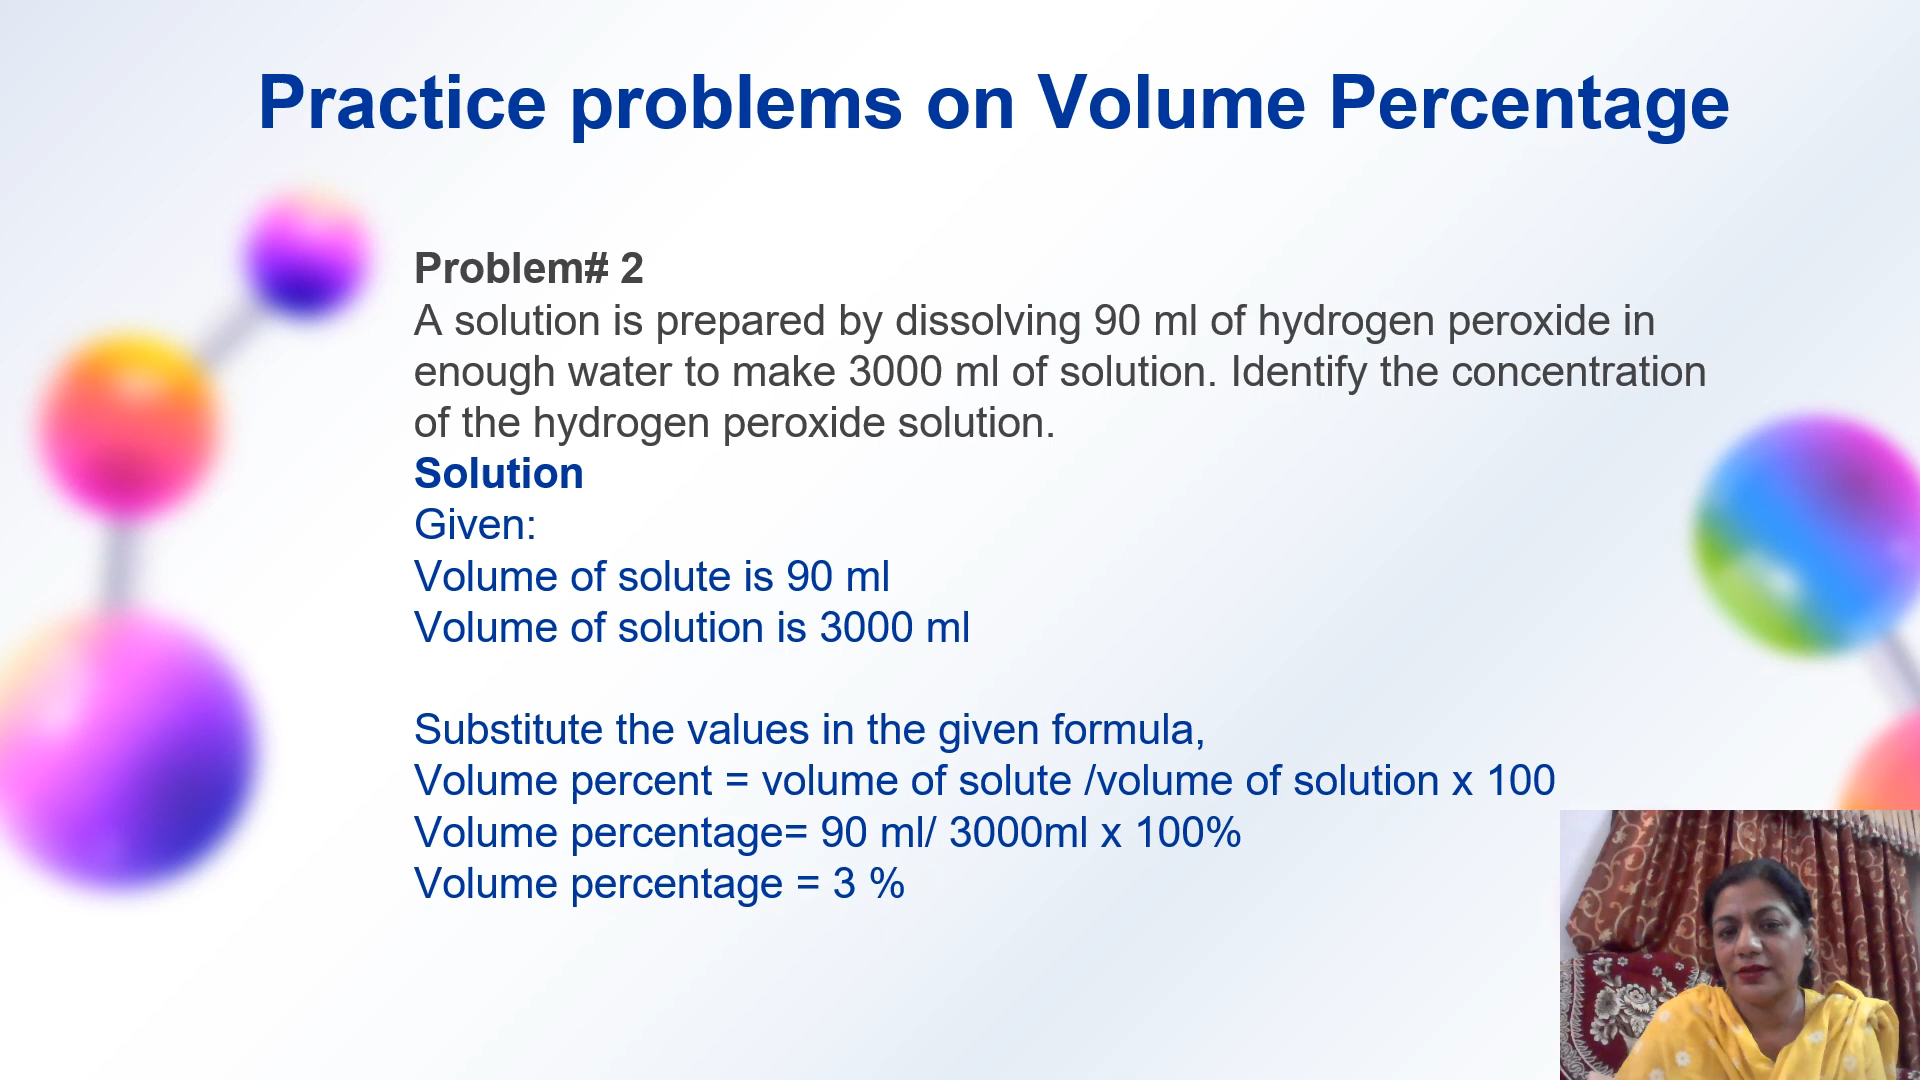 Practice problems on Volume Percentage
Problem# 2
A solution is prepared by dissolving 90 ml of hydrogen peroxide in
enough water to make 3000 ml of solution. Identify the concentration
of the hydrogen peroxide solution.
Solution
Given:
Volume of solute is 90 ml
Volume of solution is 3000 ml
Substitute the values in the given formula,
Volume percent = volume of solute /volume of solution x 100
Volume percentage= 90 ml/ 3000ml x 100%
Volume percentage = 3 %